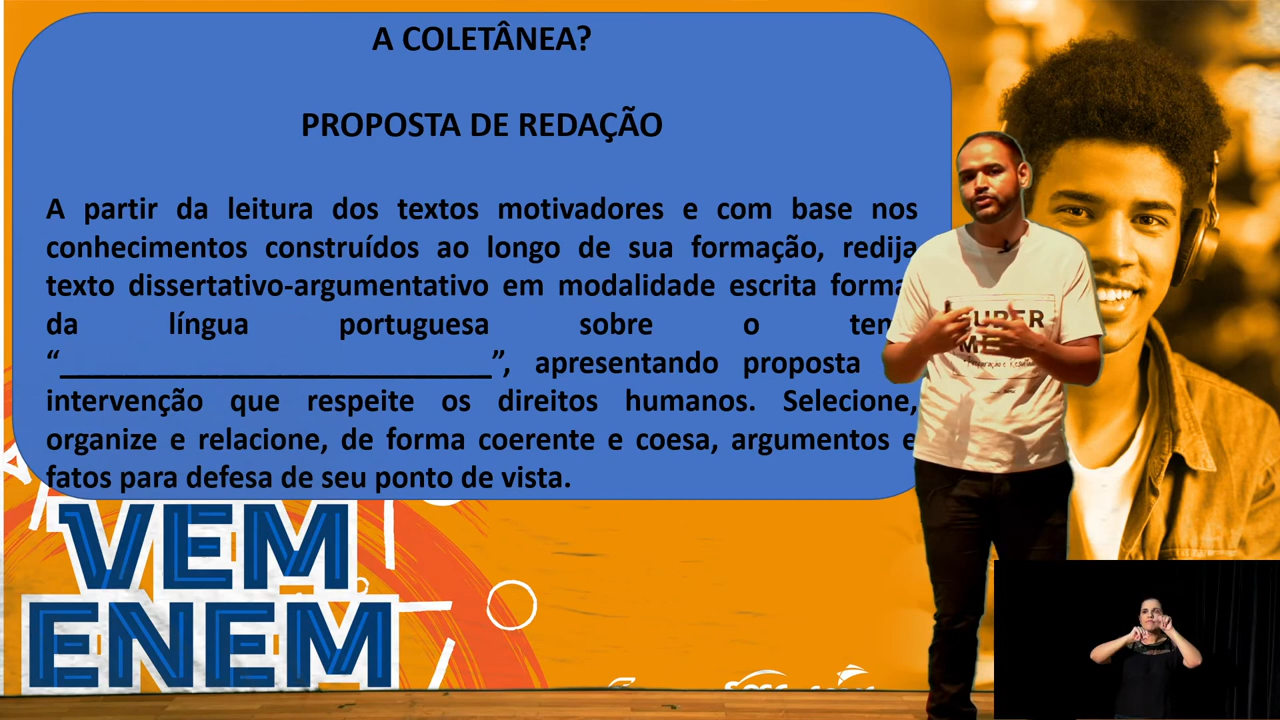 A COLETÂNEA?
PROPOSTA DE REDAÇÃO
A partir da leitura dos textos motivadores e com base nos
conhecimentos construídos ao longo de sua formação, redija
texto dissertativo-argumentativo em modalidade escrita
da língua portuguesa sobre o
“______________________________”, apresentando proposta
intervenção que respeite os direitos humanos. Selecione,
organize e relacione, de forma coerente e coesa, argumentos e
fatos para defesa de seu ponto de vista.
VEM
ENEM